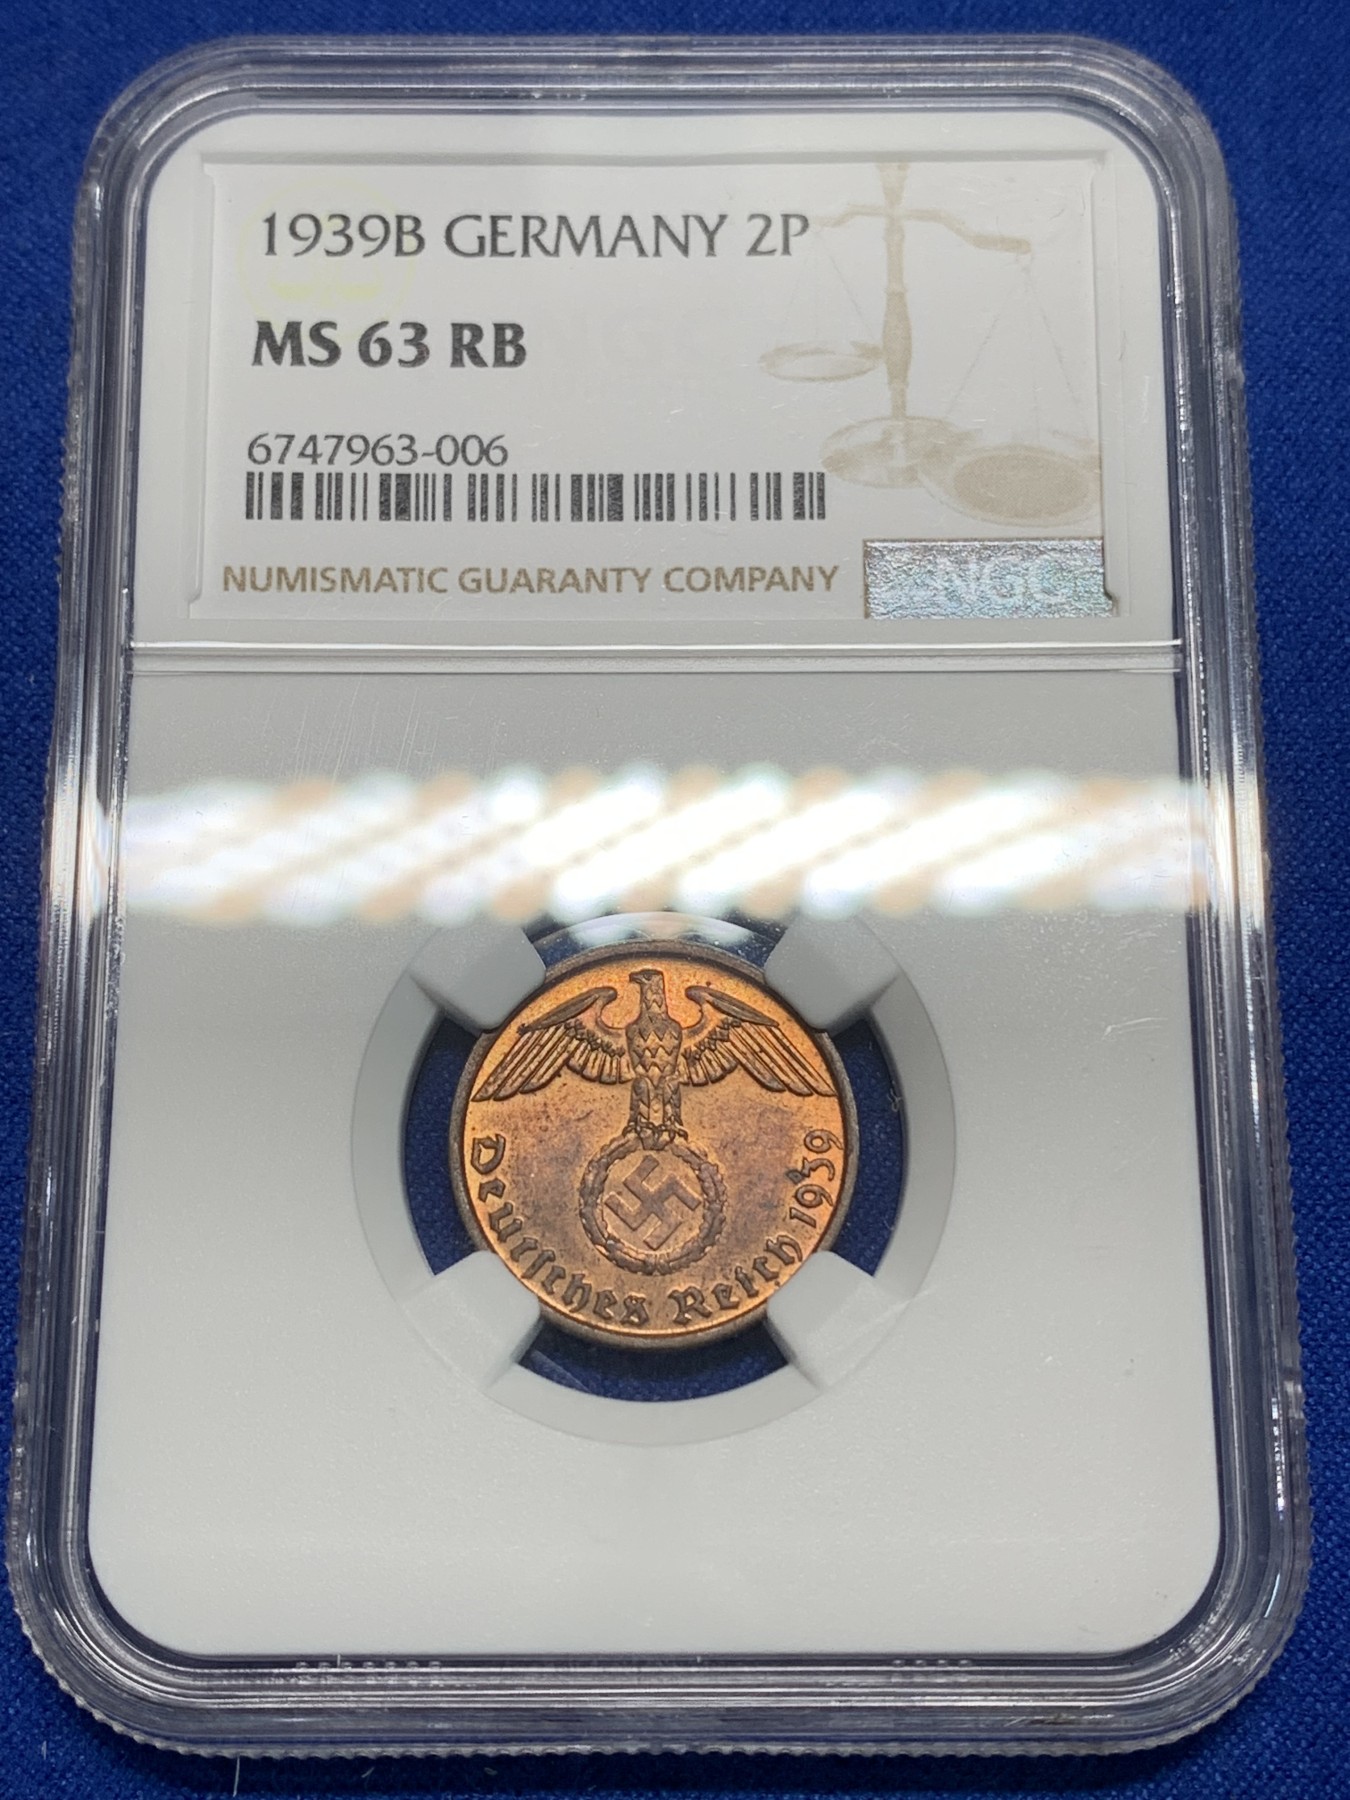 1939B GERMANY 2P
MS 63 RB
6747963-006
NUMISMATIC GUARANTY COMPANY
NGC
Deutsches Reich 1939